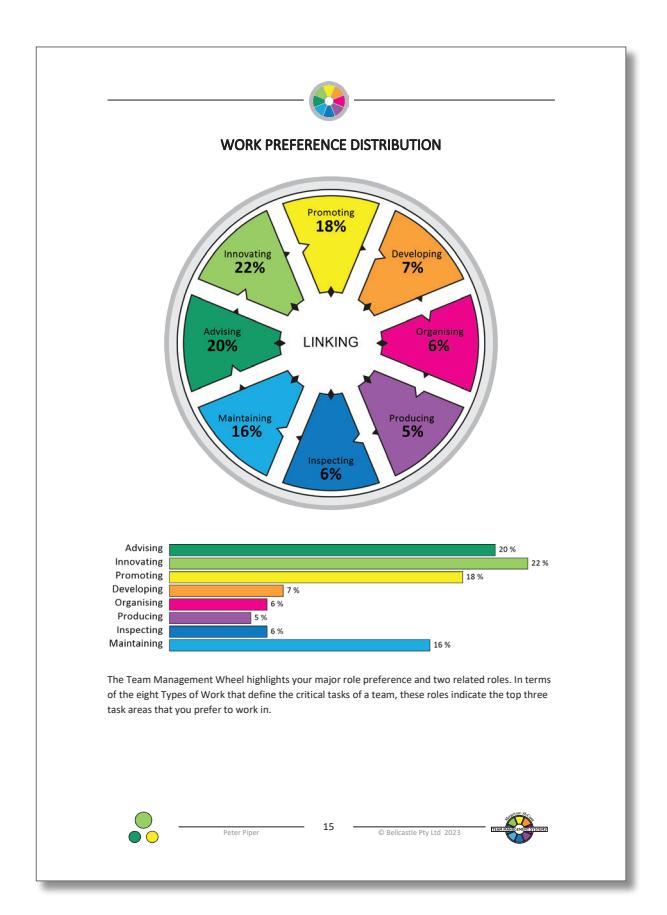 WORK PREFERENCE DISTRIBUTION
Promoting
18%
Innovating
22%
Developing
7%
Advising
20%
LINKING
Organising
6%
Maintaining
16%
Producing
5%
Inspecting
6%
Advising 20 %
Innovating 22 %
Promoting 18 %
Developing 7 %
Organising 6 %
Producing 5 %
Inspecting 6 %
Maintaining 16 %
The Team Management Wheel highlights your major role preference and two related roles. In terms
of the eight Types of Work that define the critical tasks of a team, these roles indicate the top three
task areas that you prefer to work in.
Peter Piper
15
© Bellcastle Pty Ltd 2023
TEAM MANAGEMENT SYSTEMS